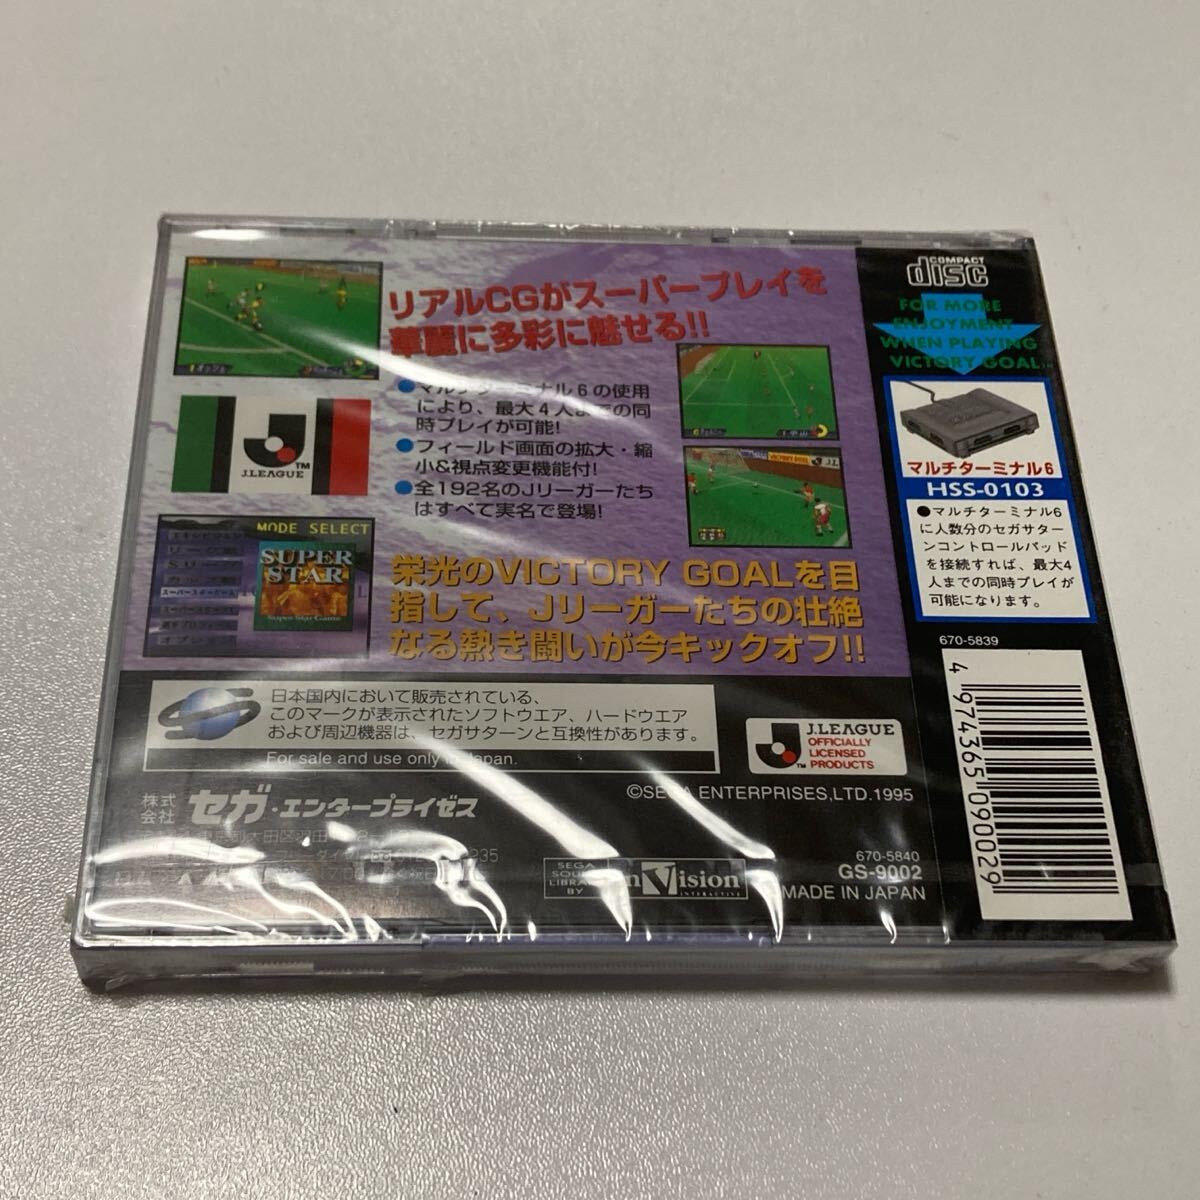 リアルCGがスーパープレイを
華麗に多彩に魅せる!!
●マルチターミナル6の使用
により、最大4人までの同
時プレイが可能!
●フィールド画面の拡大・縮
小&視点変更機能付!
●全192名のJリーガーたち
はすべて実名で登場!
J.LEAGUE
TM
MODE SELECT
SUPER
STAR
Super Star Game
VICTORY GOAL
栄光のVICTORY GOALを目
指して、Jリーガーたちの壮絶
なる熱き闘いが今キックオフ!!
COMPACT
disc
FOR MORE
ENJOYMENT
WHEN PLAYING
VICTORY GOAL...
マルチターミナル6
HSS-0103
●マルチターミナル6
に人数分のセガサター
ンコントロールパッド
を接続すれば、最大4
人までの同時プレイが
可能になります。
670-5839
4 974365 090029
日本国内において販売されている、
このマークが表示されたソフトウエア、ハードウエア
および周辺機器は、セガサターンと互換性があります。
For sale and use only in Japan.
J.LEAGUE
OFFICIALLY
LICENSED
PRODUCTS
TM
©SEGA ENTERPRISES,LTD.1995
株式会社 セガ・エンタープライゼス
SEGA
SOUND
LIBRARY
BY
InVision
INTERACTIVE
670-5840
GS-9002
MADE IN JAPAN